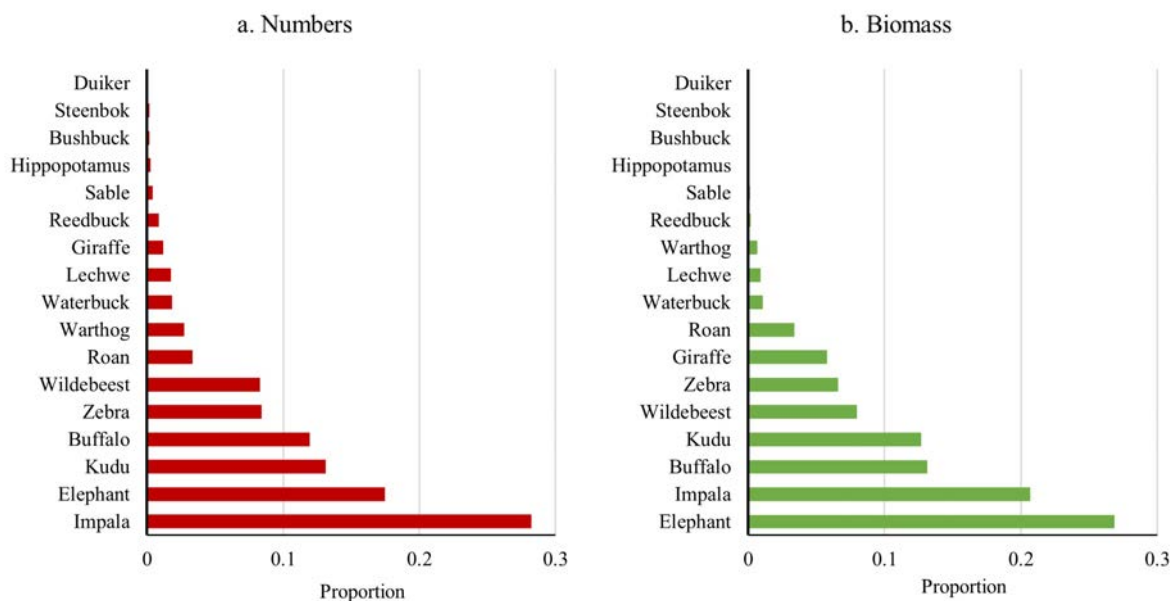 a. Numbers
Duiker
Steenbok
Bushbuck
Hippopotamus
Sable
Reedbuck
Giraffe
Lechwe
Waterbuck
Warthog
Roan
Wildebeest
Zebra
Buffalo
Kudu
Elephant
Impala
0 0.1 0.2 0.3
Proportion
b. Biomass
Duiker
Steenbok
Bushbuck
Hippopotamus
Sable
Reedbuck
Warthog
Lechwe
Waterbuck
Roan
Giraffe
Zebra
Wildebeest
Kudu
Buffalo
Impala
Elephant
0 0.1 0.2 0.3
Proportion